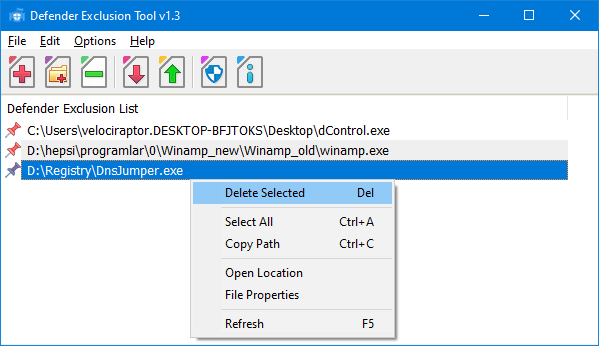 Defender Exclusion Tool v1.3
File Edit Options Help
Defender Exclusion List
C:\Users\velociraptor.DESKTOP-BFJTOKS\Desktop\dControl.exe
D:\hepsi\programlar\0\Winamp_new\Winamp_old\winamp.exe
D:\Registry\DnsJumper.exe
Delete Selected Del
Select All Ctrl+A
Copy Path Ctrl+C
Open Location
File Properties
Refresh F5